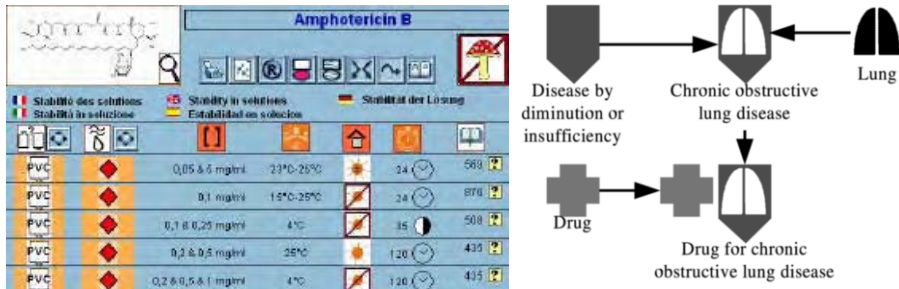 Amphotericin B
®
Stabilité des solutions
Stability in solutions
Stabilität der Lösung
Stabilità in soluzione
Estabilidad en solucion
[ ]
PVC 0,05 & 5 mg/ml 23°C-25°C 24 569 ?
PVC 0,1 mg/ml 15°C-25°C 24 ?
PVC 0,1 & 0,25 mg/ml 4°C 35 508 ?
PVC 0,2 & 0,5 mg/ml 25°C 120 435 ?
PVC 0,2 & 0,5 & 1 mg/ml 4°C 120 435 ?
Disease by
diminution or
insufficiency
Chronic obstructive
lung disease
Lung
Drug
Drug for chronic
obstructive lung disease